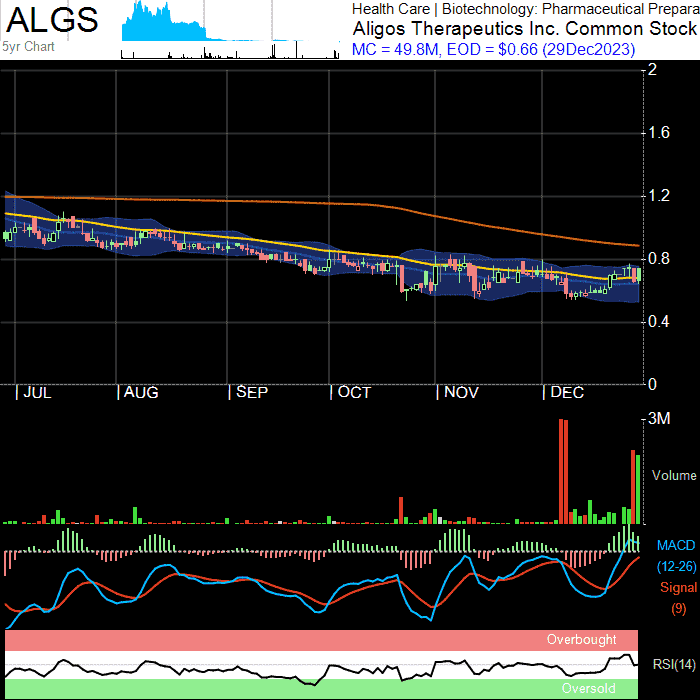 ALGS
5yr Chart
Health Care | Biotechnology: Pharmaceutical Prepara
Aligos Therapeutics Inc. Common Stock
MC = 49.8M, EOD = $0.66 (29Dec2023)
2
1.6
1.2
0.8
0.4
0
JUL AUG SEP OCT NOV DEC
3M
Volume
MACD
(12-26)
Signal
(9)
Overbought
RSI(14)
Oversold